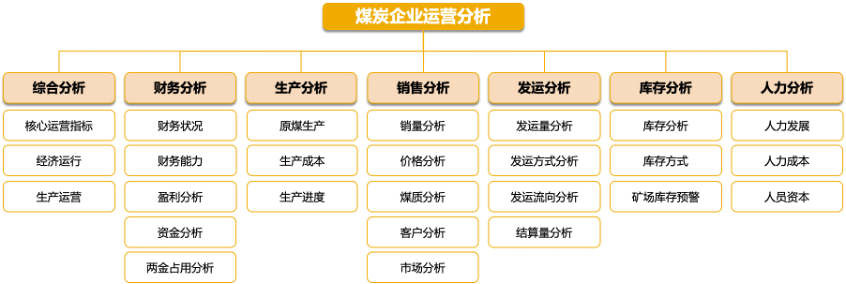 煤炭企业运营分析
综合分析
财务分析
生产分析
销售分析
发运分析
库存分析
人力分析
核心运营指标
财务状况
原煤生产
销量分析
发运量分析
库存分析
人力发展
经济运行
财务能力
生产成本
价格分析
发运方式分析
库存方式
人力成本
生产运营
盈利分析
生产进度
煤质分析
发运流向分析
矿场库存预警
人员资本
资金分析
客户分析
结算量分析
两金占用分析
市场分析